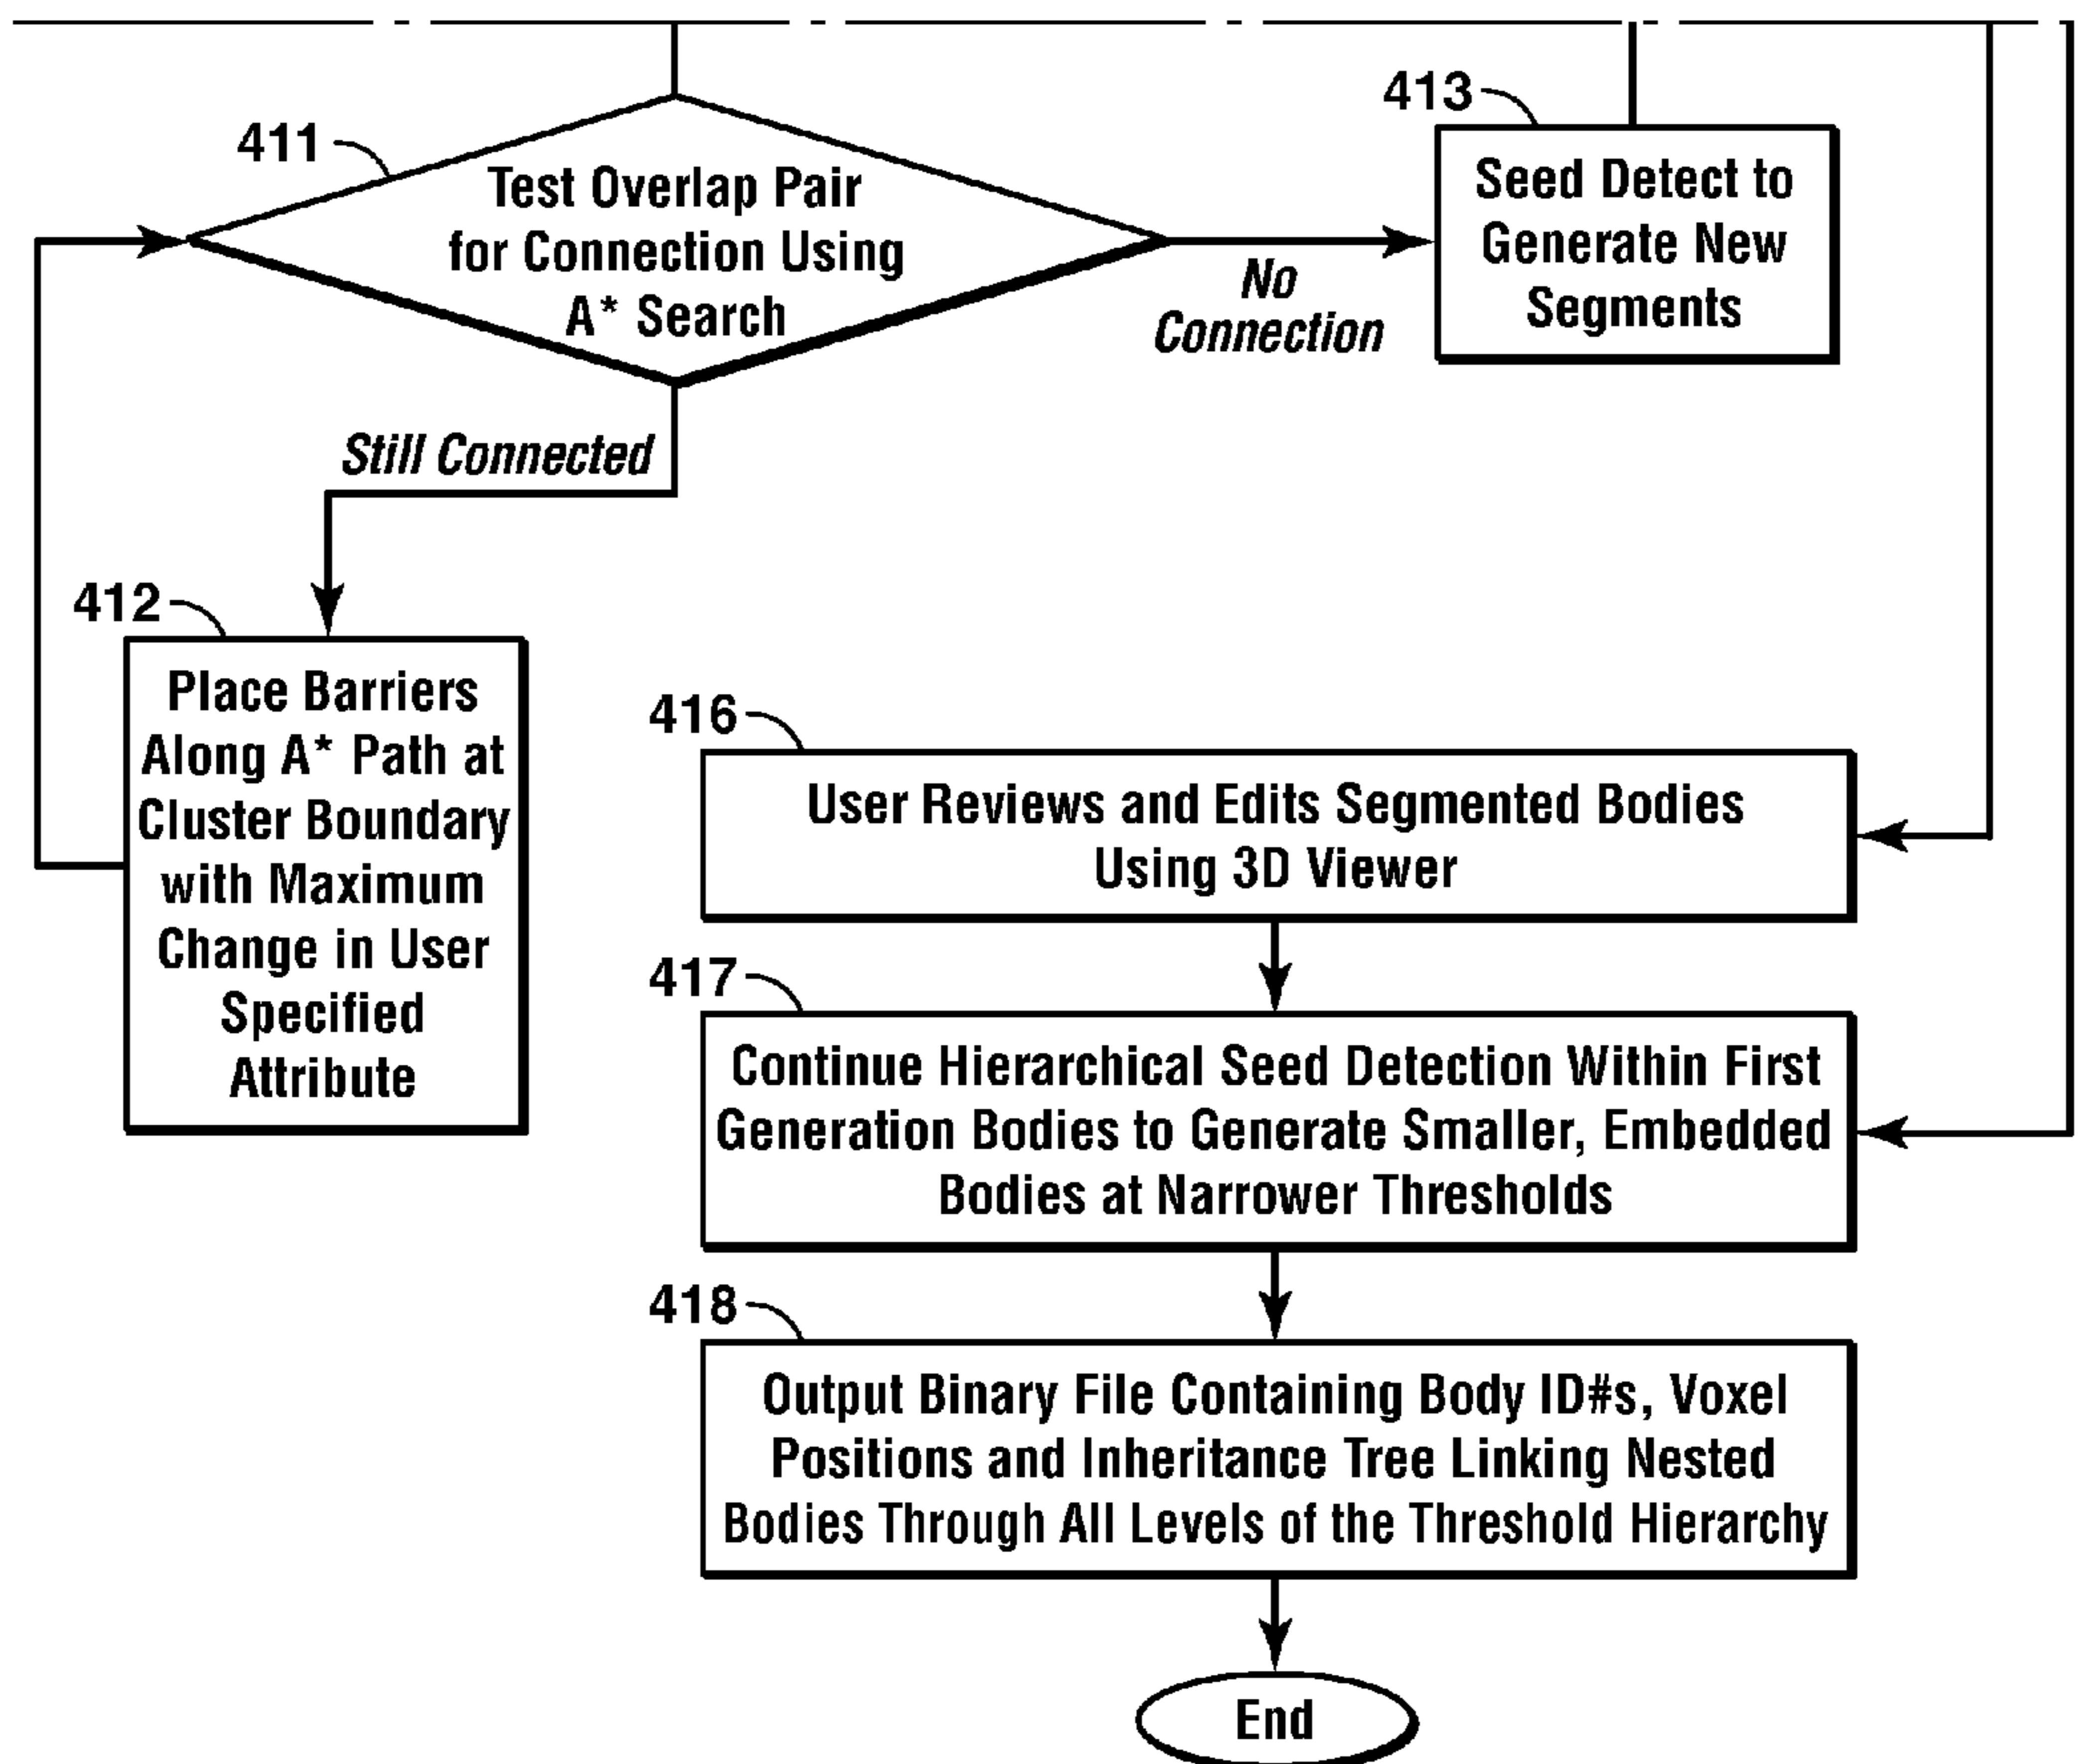 411
Test Overlap Pair
for Connection Using
A* Search
No
Connection
413
Seed Detect to
Generate New
Segments
Still Connected
412
Place Barriers
Along A* Path at
Cluster Boundary
with Maximum
Change in User
Specified
Attribute
416
User Reviews and Edits Segmented Bodies
Using 3D Viewer
417
Continue Hierarchical Seed Detection Within First
Generation Bodies to Generate Smaller, Embedded
Bodies at Narrower Thresholds
418
Output Binary File Containing Body ID#s, Voxel
Positions and Inheritance Tree Linking Nested
Bodies Through All Levels of the Threshold Hierarchy
End